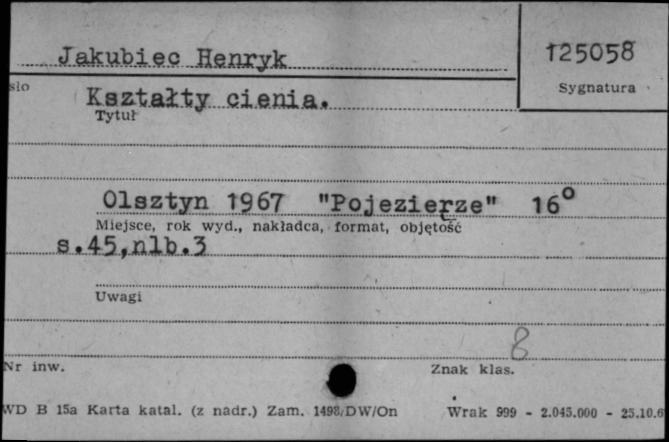 Jakubiec Henryk
125058
Sygnatura
sło
Kształty cienia.
Tytuł
Olsztyn 1967 "Pojezierze" 16°
Miejsce, rok wyd., nakładca, format, objętość
s.45,nlb.3
Uwagi
8
Nr inw.
Znak klas.
WD B 15a Karta katal. (z nadr.) Zam. 1498/DW/On Wrak 999 - 2.045.000 - 25.10.6